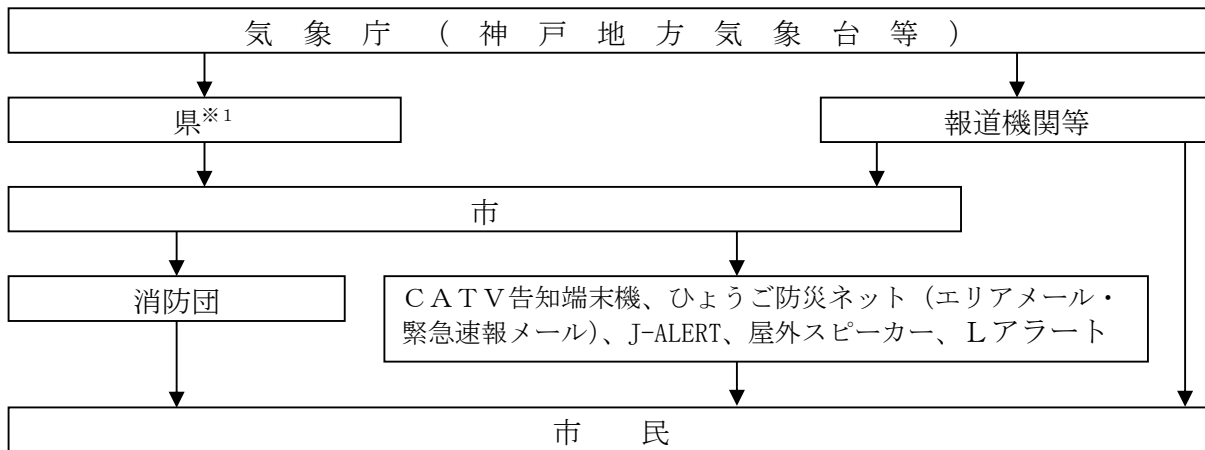 気象庁（神戸地方気象台等）
県※1
報道機関等
市
消防団
ＣＡＴＶ告知端末機、ひょうご防災ネット（エリアメール・
緊急速報メール）、J-ALERT、屋外スピーカー、Ｌアラート
市　民